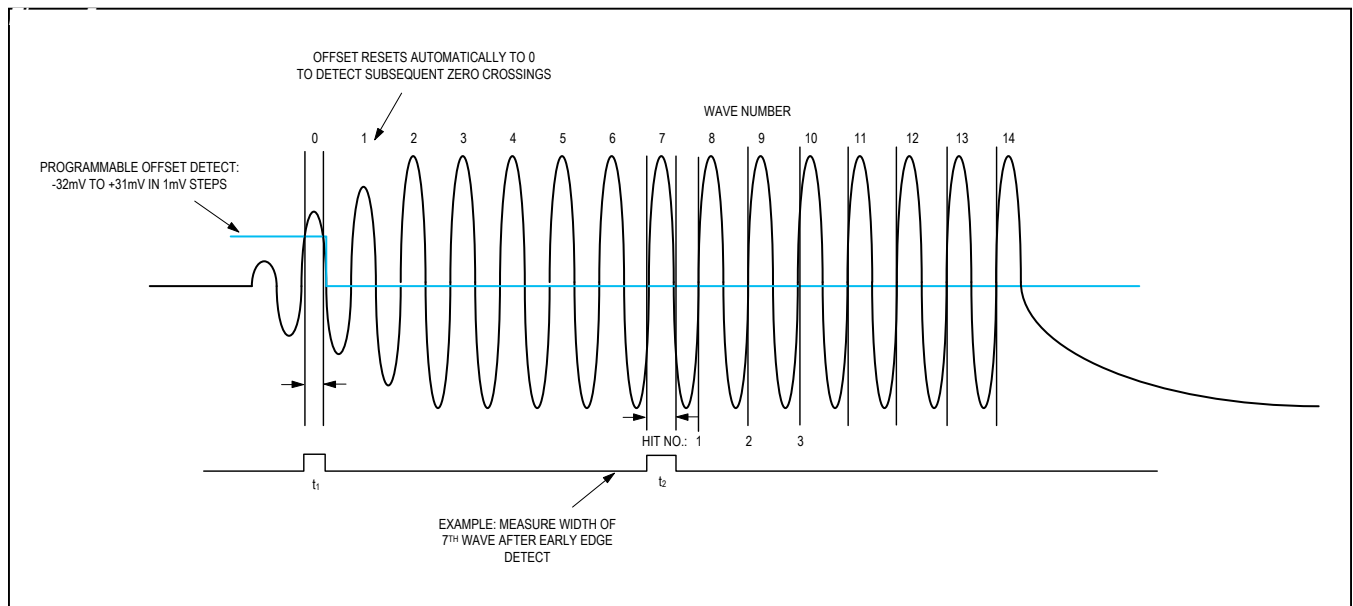 OFFSET RESETS AUTOMATICALLY TO 0
TO DETECT SUBSEQUENT ZERO CROSSINGS
WAVE NUMBER
0 1 2 3 4 5 6 7 8 9 10 11 12 13 14
PROGRAMMABLE OFFSET DETECT:
-32mV TO +31mV IN 1mV STEPS
HIT NO.: 1 2 3
t1 t2
EXAMPLE: MEASURE WIDTH OF
7TH WAVE AFTER EARLY EDGE
DETECT